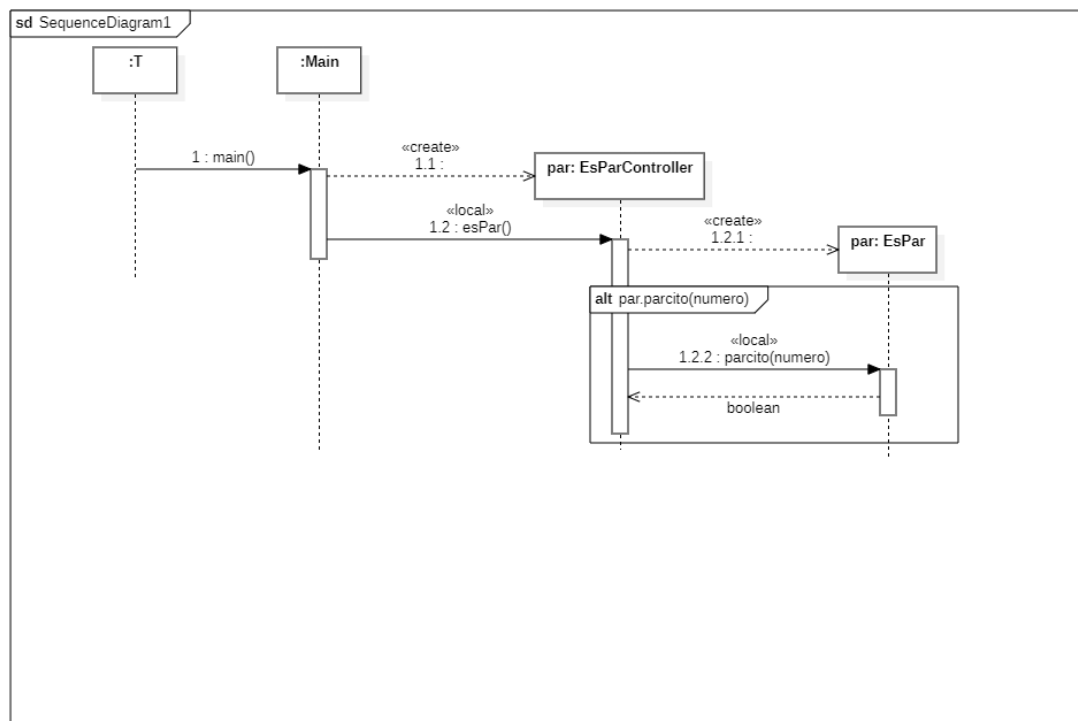 sd SequenceDiagram1
:T
:Main
«create»
1.1 :
par: EsParController
1 : main()
«local»
1.2 : esPar()
«create»
1.2.1 :
par: EsPar
alt par.parcito(numero)
«local»
1.2.2 : parcito(numero)
boolean